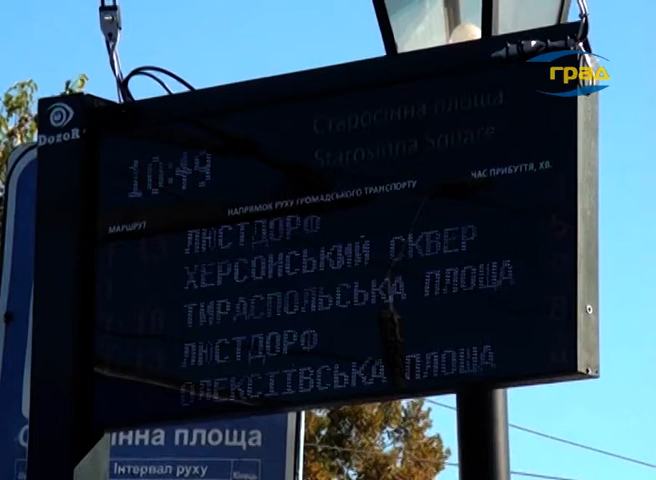 град
DozoR
Старосінна площа
Starosinna Square
10:49
ЧАС ПРИБУТТЯ, ХВ.
НАПРЯМОК РУХУ ГРОМАДСЬКОГО ТРАНСПОРТУ
МАРШРУТ
ЛЮСТДОРФ
ХЕРСОНСЬКИЙ СКВЕР
ТИРАСПОЛЬСЬКА ПЛОЩА
ЛЮСТДОРФ
ОЛЕКСІЇВСЬКА ПЛОЩА
інна площа
Інтервал руху